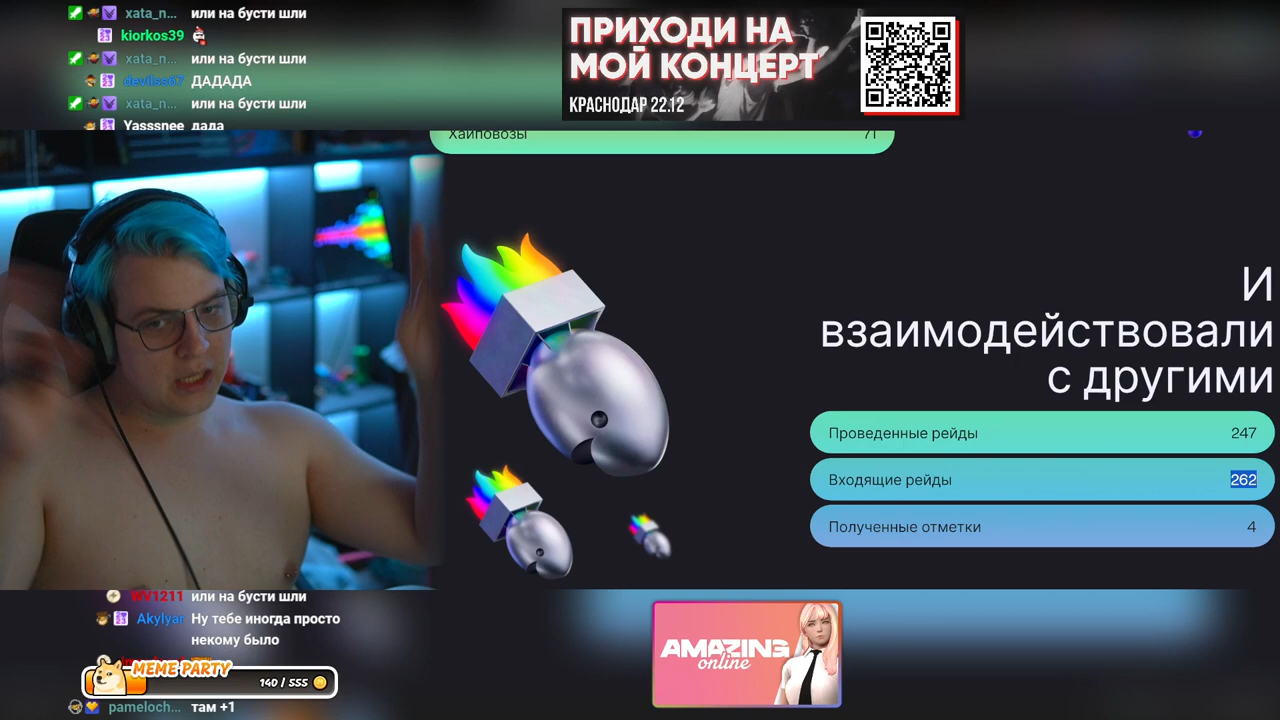 xata_n... или на бусти шли
kiorkos39
xata_n... или на бусти шли
devilss67 ДАДАДА
xata_n... или на бусти шли
Yasssnee дада
ПРИХОДИ НА
МОЙ КОНЦЕРТ
КРАСНОДАР 22.12
Хайповозы 71
И
взаимодействовали
с другими
Проведенные рейды 247
Входящие рейды 262
Полученные отметки 4
WV1211 или на бусти шли
Akylyar Ну тебе иногда просто
некому было
MEME PARTY
140 / 555
pameloch... там +1
AMAZING
online